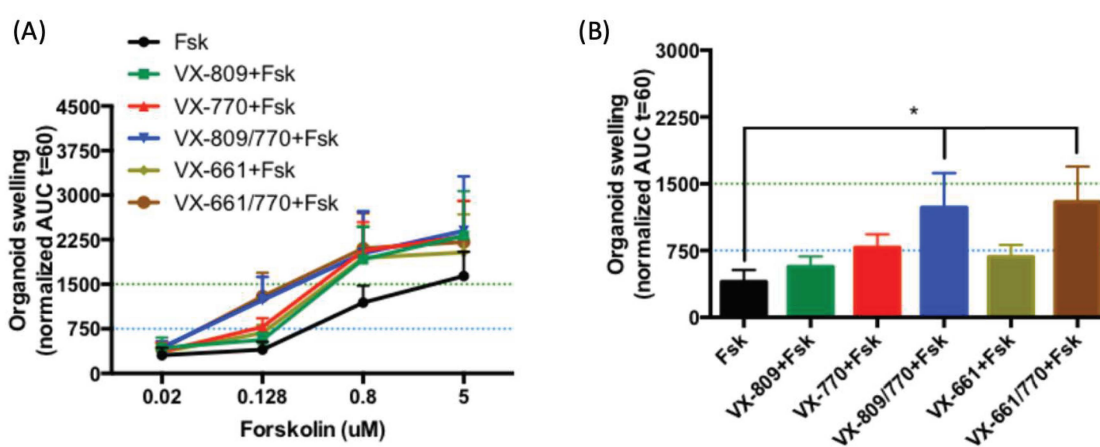 (A)
Fsk
VX-809+Fsk
VX-770+Fsk
VX-809/770+Fsk
VX-661+Fsk
VX-661/770+Fsk
Organoid swelling
(normalized AUC t=60)
4500
3750
3000
2250
1500
750
0
0.02 0.128 0.8 5
Forskolin (uM)
(B)
Organoid swelling
(normalized AUC t=60)
3000
2250
1500
750
0
*
Fsk
VX-809+Fsk
VX-770+Fsk
VX-809/770+Fsk
VX-661+Fsk
VX-661/770+Fsk